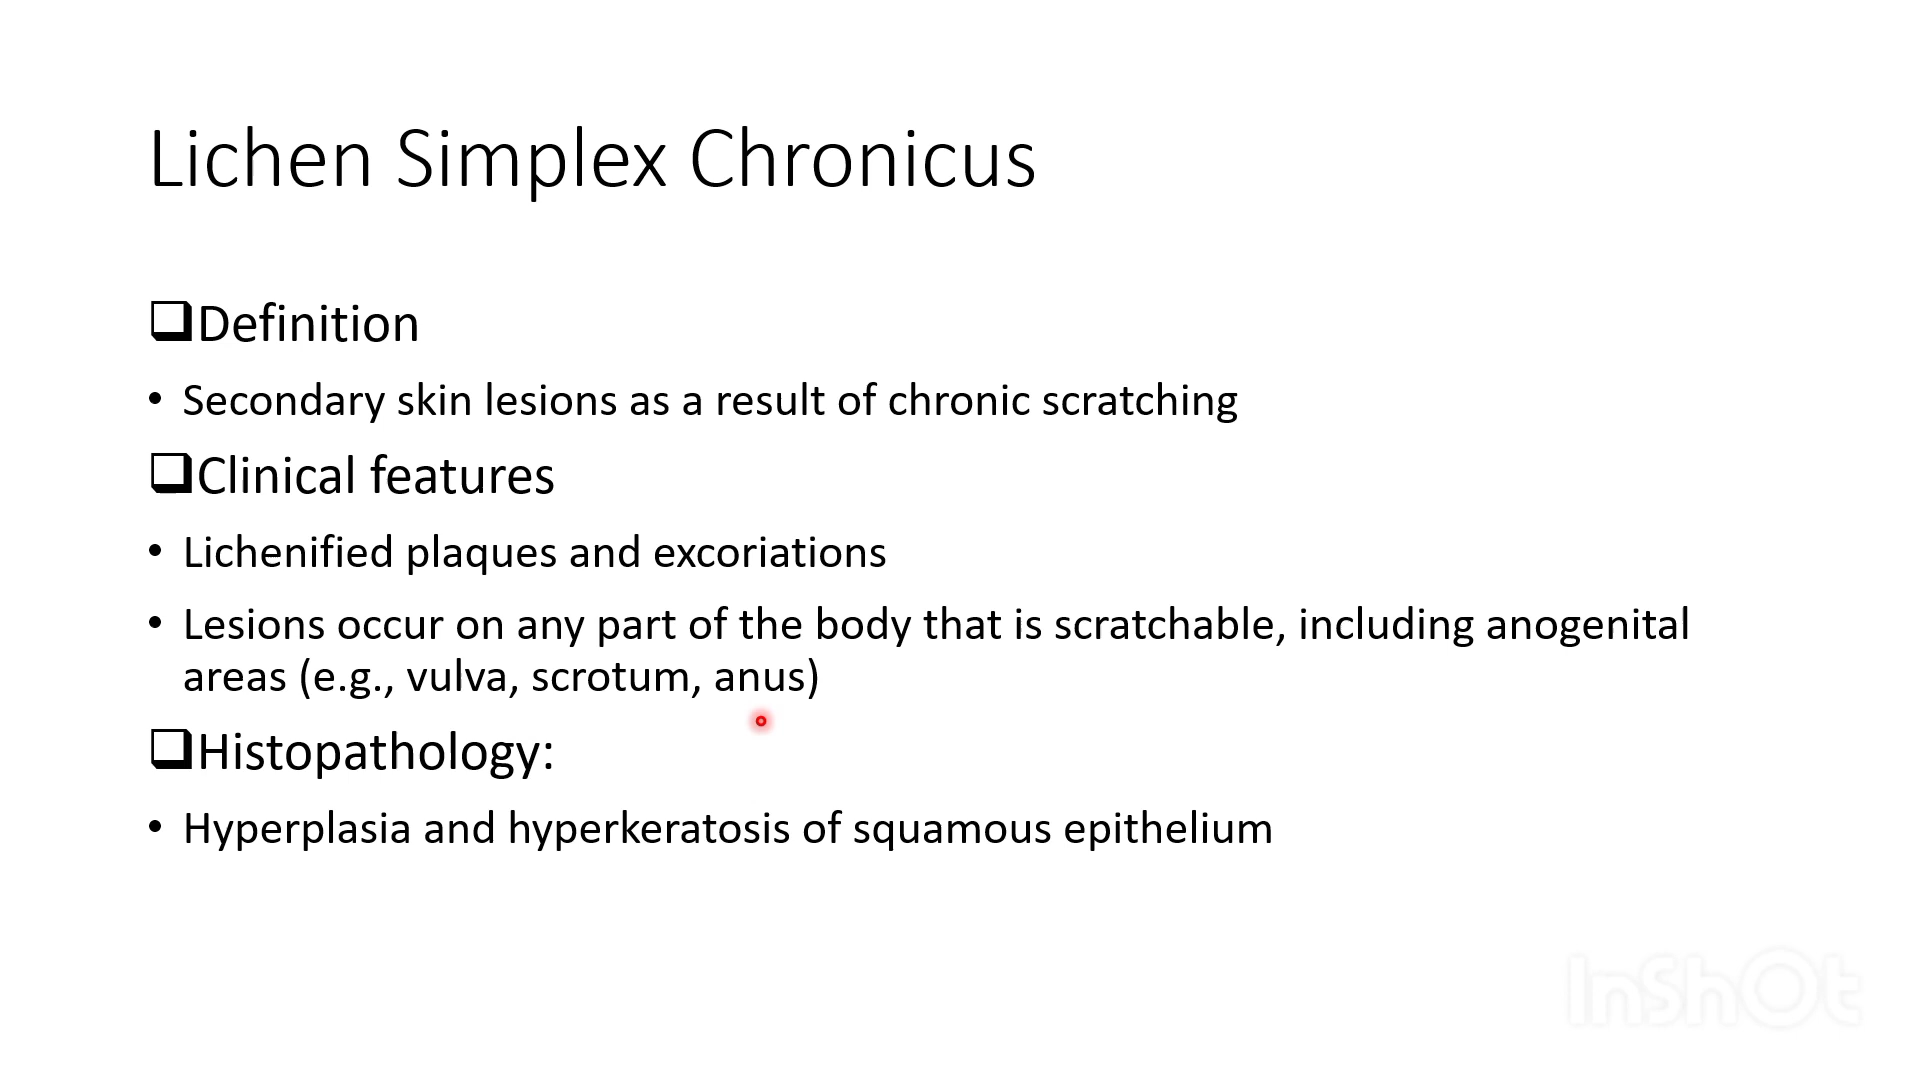 Lichen Simplex Chronicus
❑Definition
• Secondary skin lesions as a result of chronic scratching
❑Clinical features
• Lichenified plaques and excoriations
• Lesions occur on any part of the body that is scratchable, including anogenital
areas (e.g., vulva, scrotum, anus)
❑Histopathology:
• Hyperplasia and hyperkeratosis of squamous epithelium
InShOt